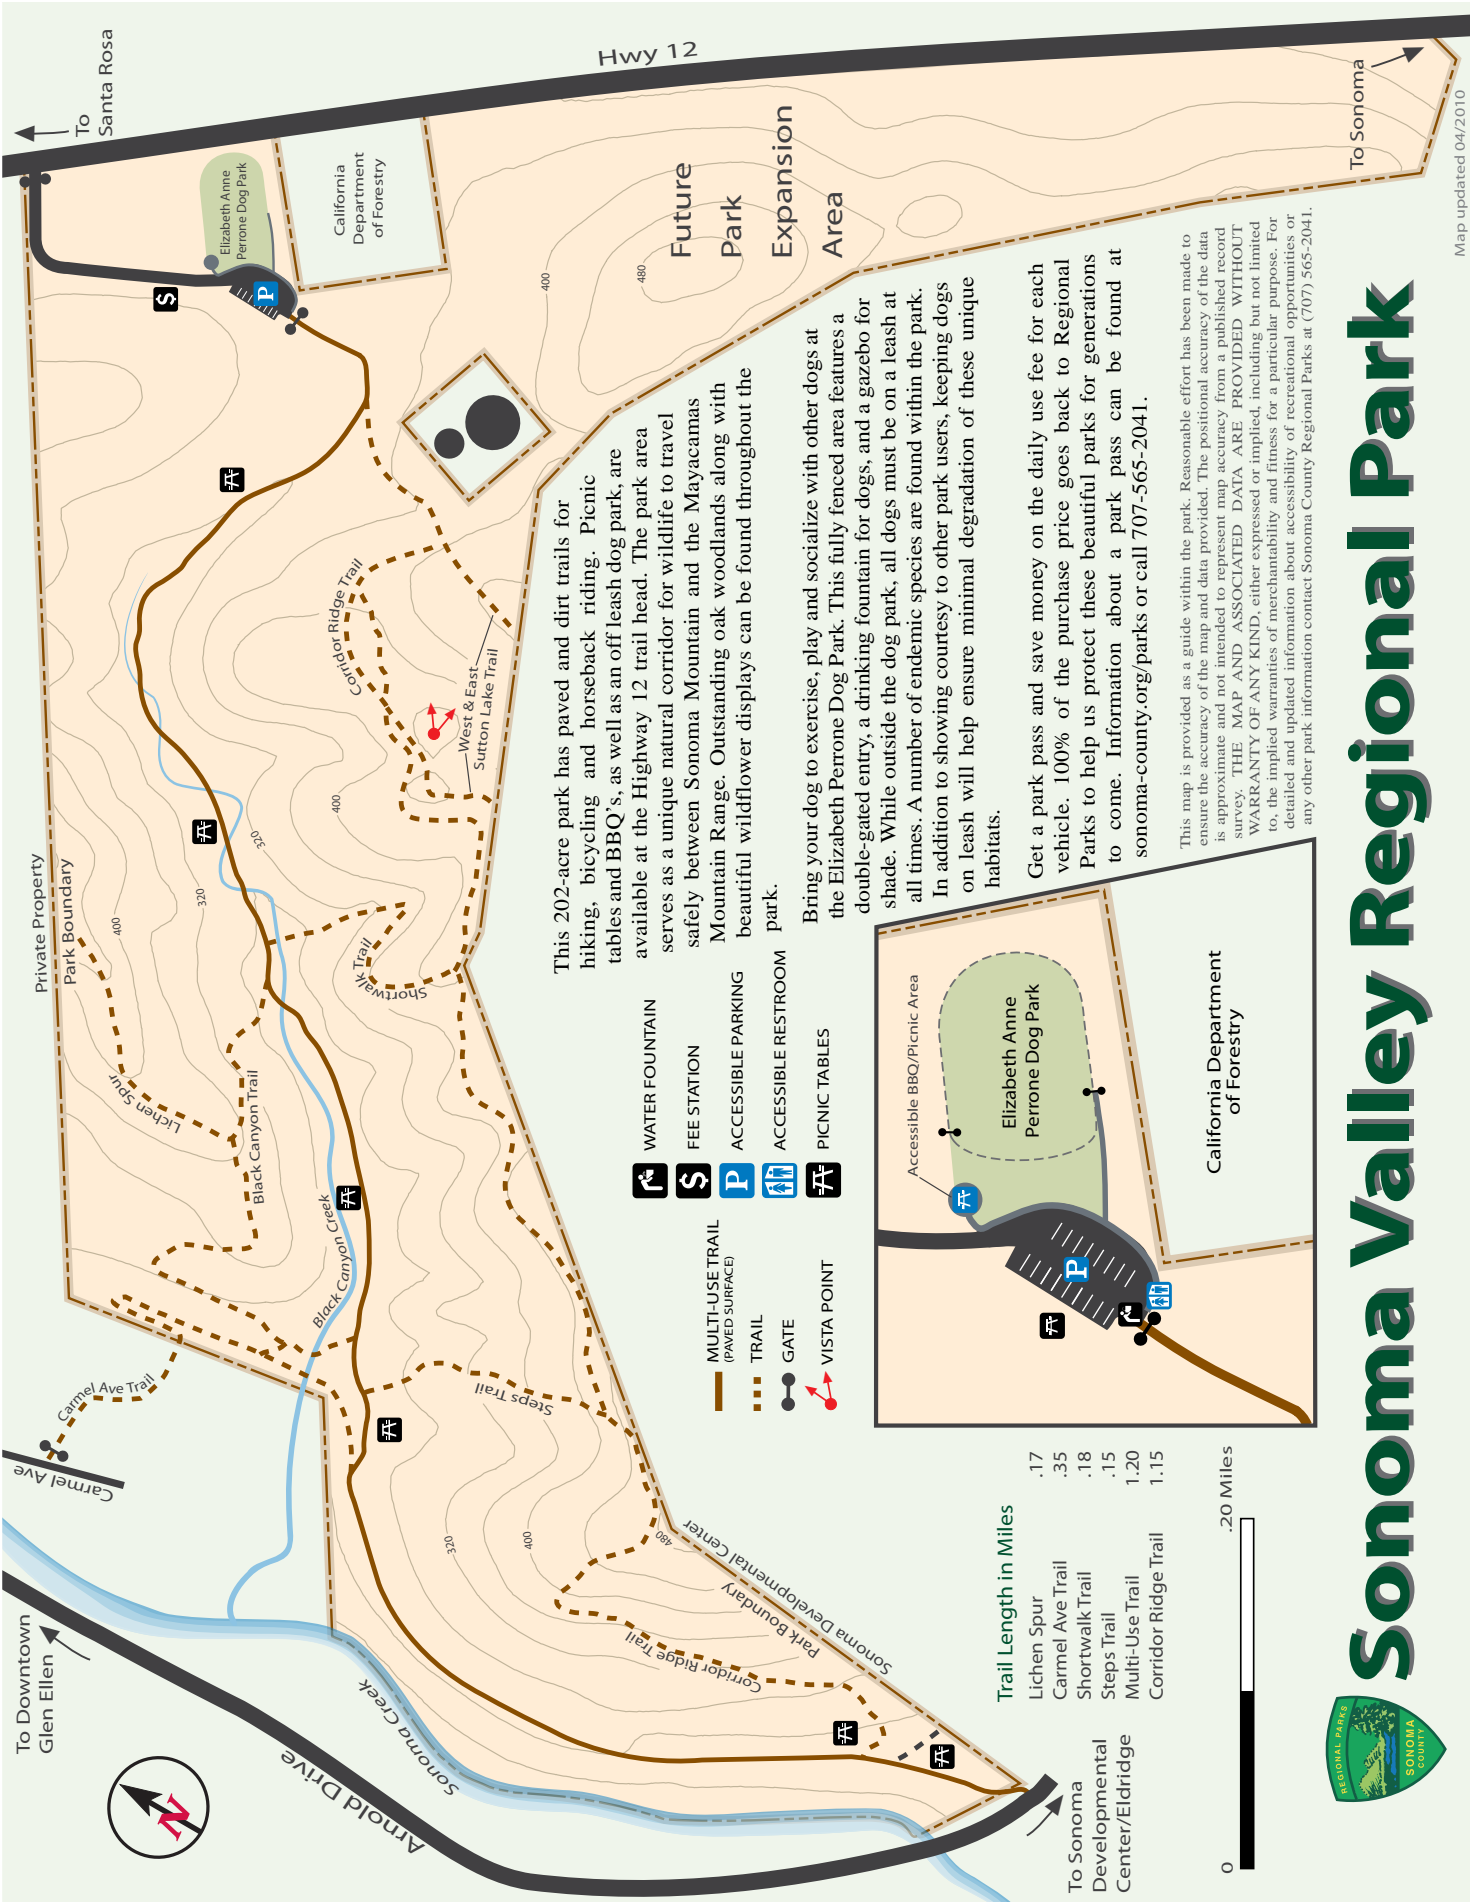 To Downtown
Glen Ellen
Arnold Drive
Sonoma Creek
N
Carmel Ave
Carmel Ave Trail
Private Property
Park Boundary
Lichen Spur
Black Canyon Trail
Black Canyon Creek
400
320
320
400
Shortwalk Trail
Steps Trail
320
400
480
Corridor Ridge Trail
Park Boundary
Sonoma Developmental Center
To Sonoma
Developmental
Center/Eldridge
Corridor Ridge Trail
West & East
Sutton Lake Trail
$
P
Elizabeth Anne
Perrone Dog Park
California
Department
of Forestry
To
Santa Rosa
Hwy 12
400
480
Future
Park
Expansion
Area
To Sonoma
This 202-acre park has paved and dirt trails for
hiking, bicycling and horseback riding. Picnic
tables and BBQ's, as well as an off leash dog park, are
available at the Highway 12 trail head. The park area
serves as a unique natural corridor for wildlife to travel
safely between Sonoma Mountain and the Mayacamas
Mountain Range. Outstanding oak woodlands along with
beautiful wildflower displays can be found throughout the
park.
Bring your dog to exercise, play and socialize with other dogs at
the Elizabeth Perrone Dog Park. This fully fenced area features a
double-gated entry, a drinking fountain for dogs, and a gazebo for
shade. While outside the dog park, all dogs must be on a leash at
all times. A number of endemic species are found within the park.
In addition to showing courtesy to other park users, keeping dogs
on leash will help ensure minimal degradation of these unique
habitats.
Get a park pass and save money on the daily use fee for each
vehicle. 100% of the purchase price goes back to Regional
Parks to help us protect these beautiful parks for generations
to come. Information about a park pass can be found at
sonoma-county.org/parks or call 707-565-2041.
This map is provided as a guide within the park. Reasonable effort has been made to
ensure the accuracy of the map and data provided. The positional accuracy of the data
is approximate and not intended to represent map accuracy from a published record
survey. THE MAP AND ASSOCIATED DATA ARE PROVIDED WITHOUT
WARRANTY OF ANY KIND, either expressed or implied, including but not limited
to, the implied warranties of merchantability and fitness for a particular purpose. For
detailed and updated information about accessibility of recreational opportunities or
any other park information contact Sonoma County Regional Parks at (707) 565-2041.
MULTI-USE TRAIL
(PAVED SURFACE)
TRAIL
GATE
VISTA POINT
WATER FOUNTAIN
$ FEE STATION
P ACCESSIBLE PARKING
ACCESSIBLE RESTROOM
PICNIC TABLES
Accessible BBQ/Picnic Area
Elizabeth Anne
Perrone Dog Park
P
California Department
of Forestry
Trail Length in Miles
Lichen Spur .17
Carmel Ave Trail .35
Shortwalk Trail .18
Steps Trail .15
Multi-Use Trail 1.20
Corridor Ridge Trail 1.15
0 .20 Miles
REGIONAL PARKS
SONOMA
COUNTY
Sonoma Valley Regional Park
Map updated 04/2010